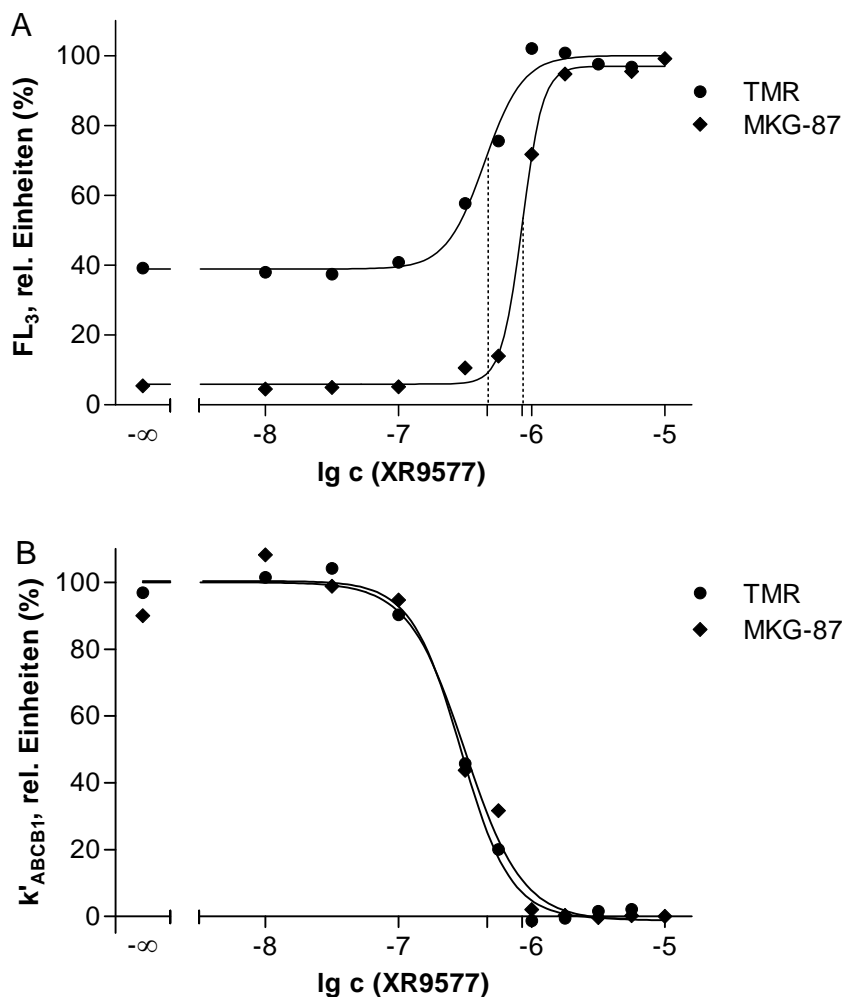 A
FL3, rel. Einheiten (%)
100
80
60
40
20
0
-∞ -8 -7 -6 -5
lg c (XR9577)
TMR
MKG-87
B
k'ABCB1, rel. Einheiten (%)
100
80
60
40
20
0
-∞ -8 -7 -6 -5
lg c (XR9577)
TMR
MKG-87